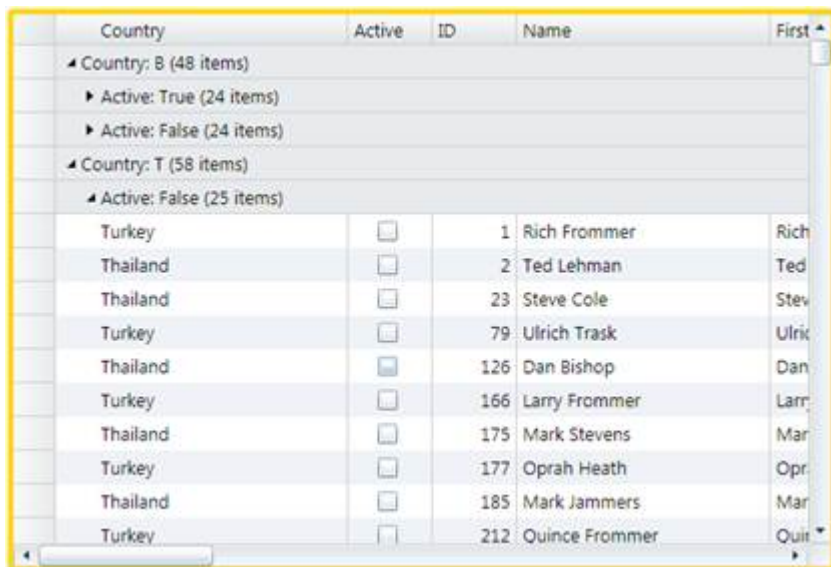 Country Active ID Name First
Country: B (48 items)
Active: True (24 items)
Active: False (24 items)
Country: T (58 items)
Active: False (25 items)
Turkey 1 Rich Frommer Rich
Thailand 2 Ted Lehman Ted
Thailand 23 Steve Cole Stev
Turkey 79 Ulrich Trask Ulric
Thailand 126 Dan Bishop Dan
Turkey 166 Larry Frommer Larr
Thailand 175 Mark Stevens Mar
Turkey 177 Oprah Heath Opr
Thailand 185 Mark Jammers Mar
Turkey 212 Quince Frommer Quin